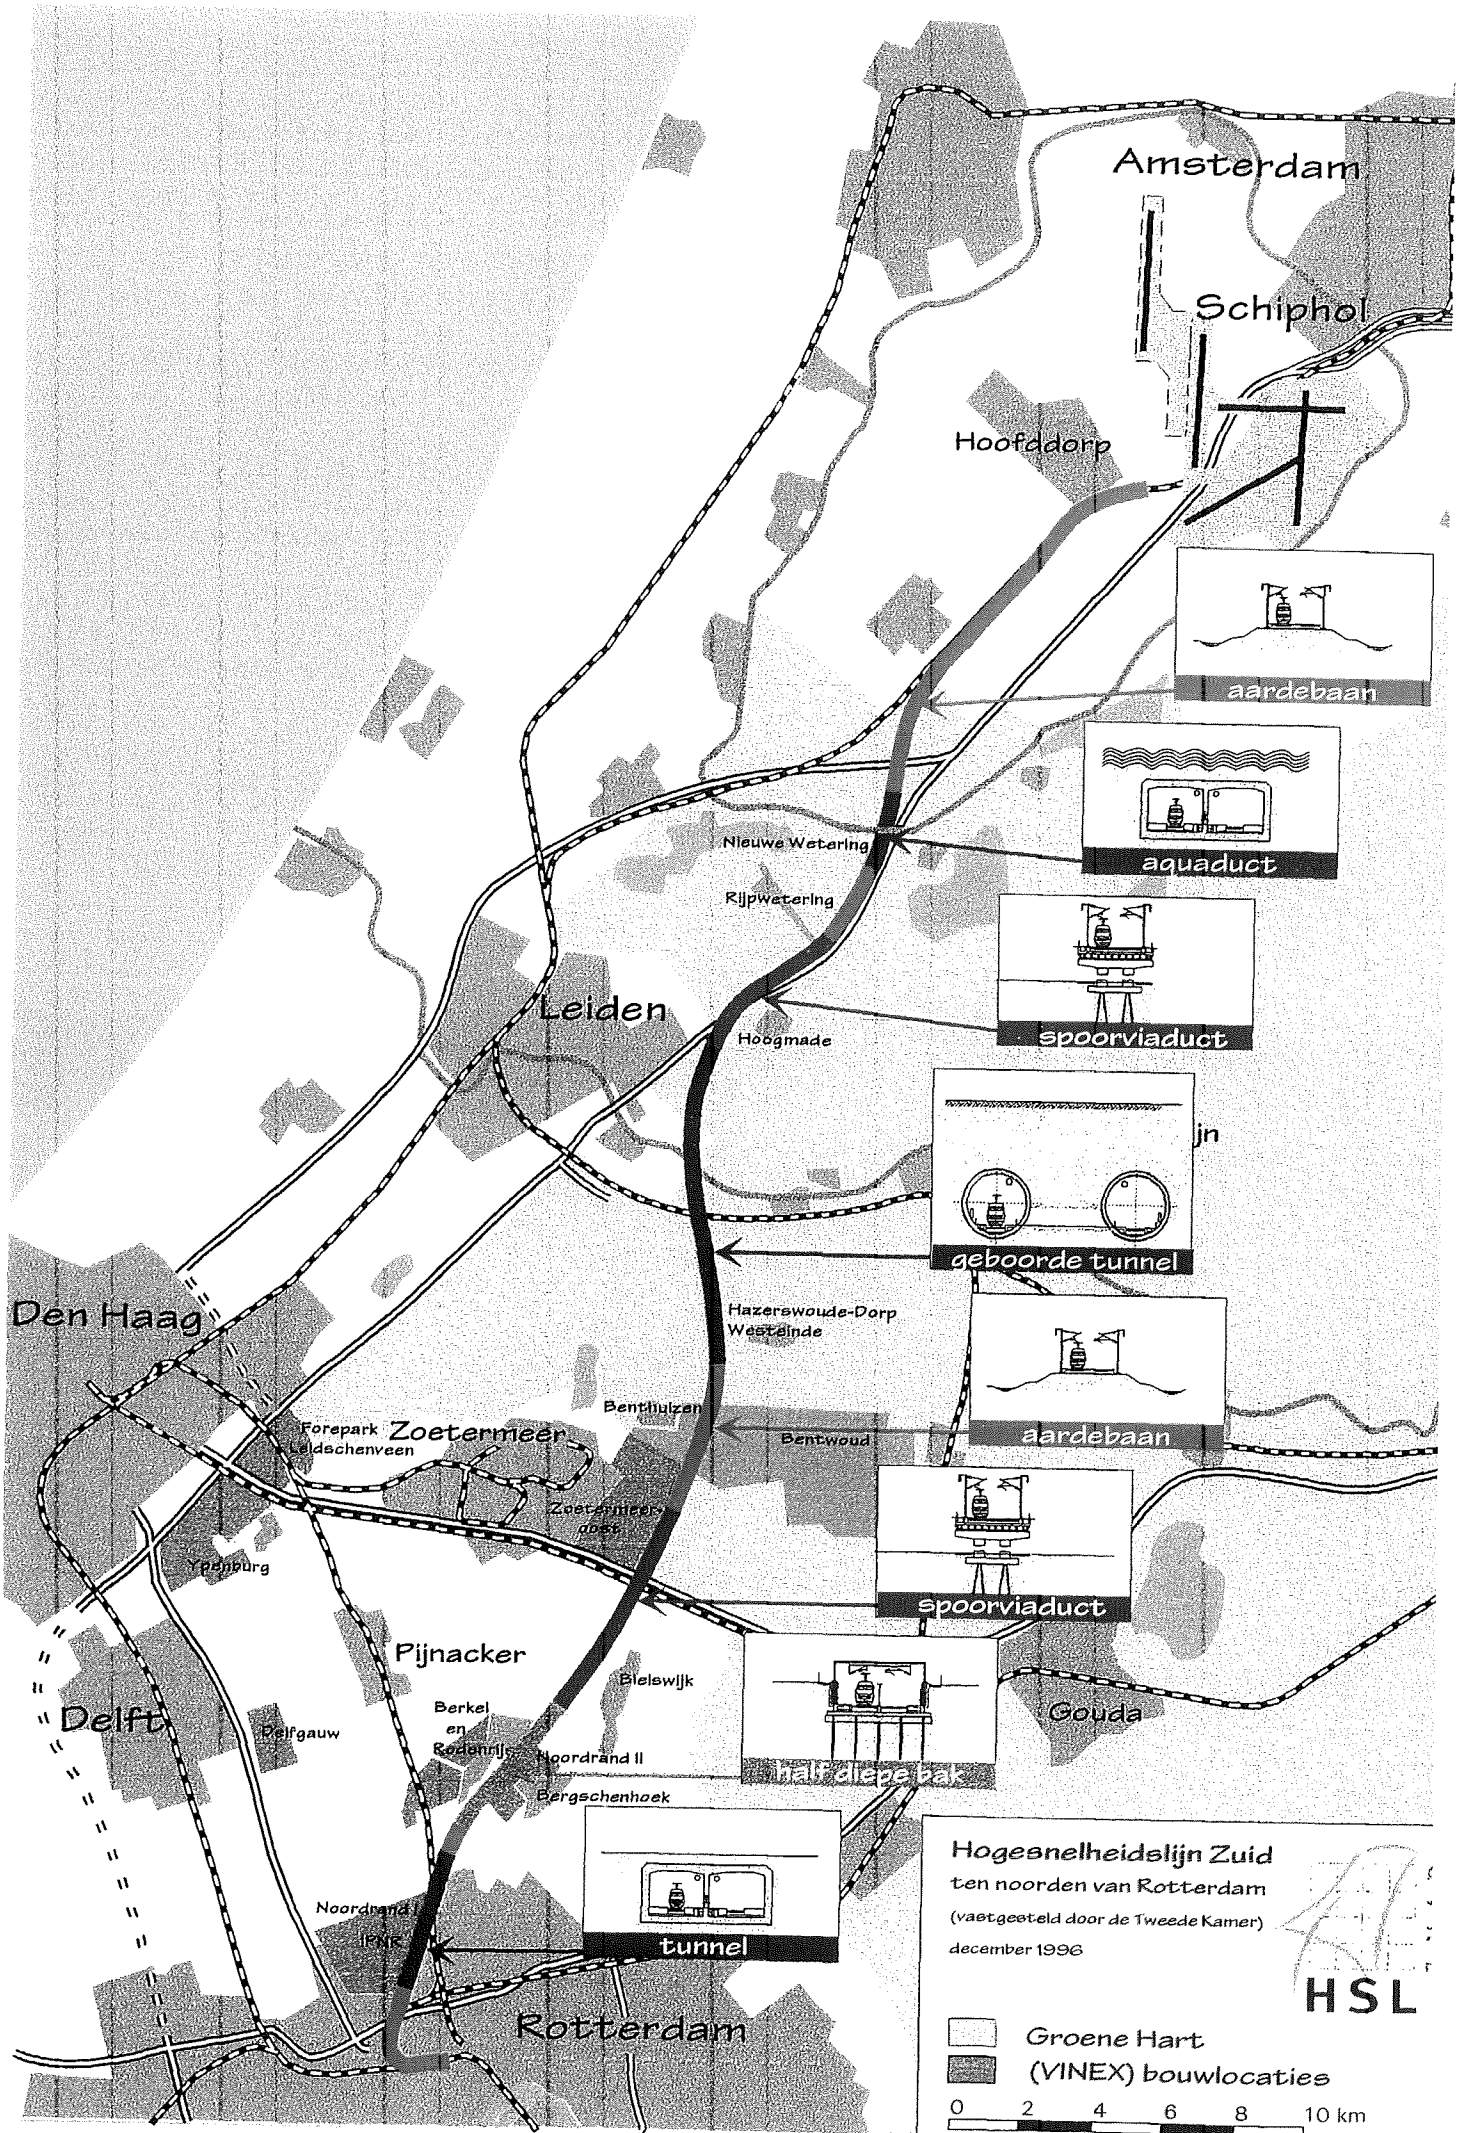 Amsterdam
Schiphol
Hoofddorp
aardebaan
aquaduct
Nieuwe Wetering
Rijpwetering
spoorviaduct
Leiden
Hoogmade
jn
geboorde tunnel
Den Haag
Hazerswoude-Dorp
Westeinde
Benthuizen
Forepark
Leidschenveen
Zoetermeer
Bentwoud
aardebaan
Zoetermeer-
oost
Ypenburg
spoorviaduct
Pijnacker
Bleiswijk
Berkel
en
Rodenrijs
Delft
Delfgauw
Gouda
Noordrand II
half diepe bak
Bergschenhoek
Noordrand I
IPNR
tunnel
Rotterdam
Hogesnelheidslijn Zuid
ten noorden van Rotterdam
(vastgesteld door de Tweede Kamer)
december 1996
HSL
Groene Hart
(VINEX) bouwlocaties
0 2 4 6 8 10 km